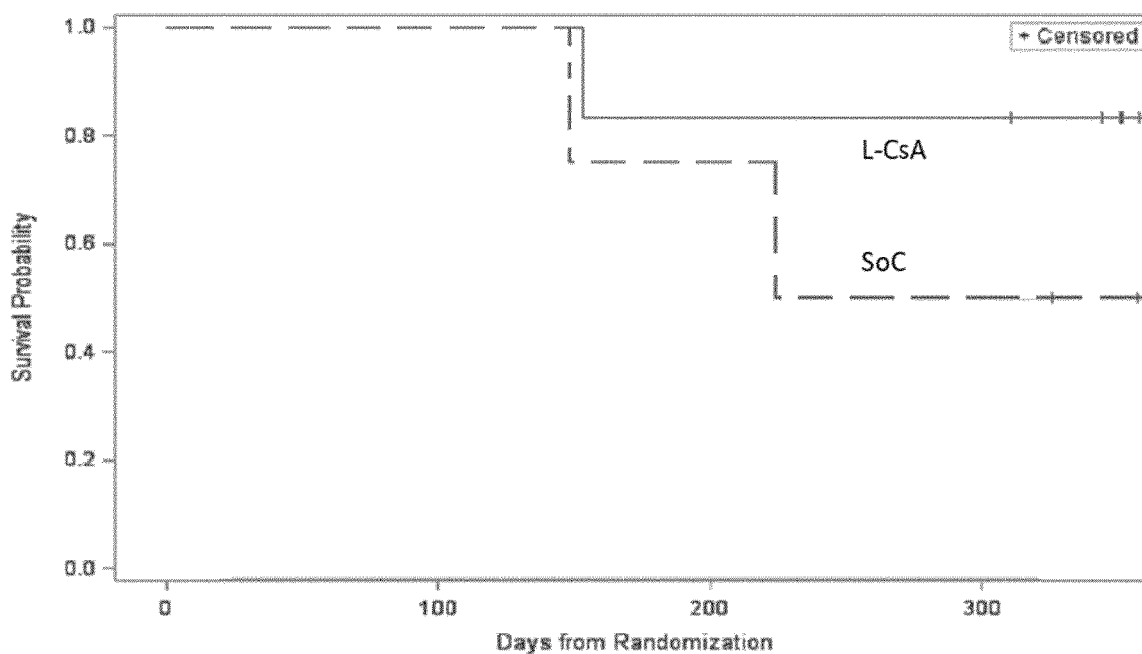 1.0
+ Censored
0.8
L-CsA
Survival Probability
0.6
SoC
0.4
0.2
0.0
0 100 200 300
Days from Randomization